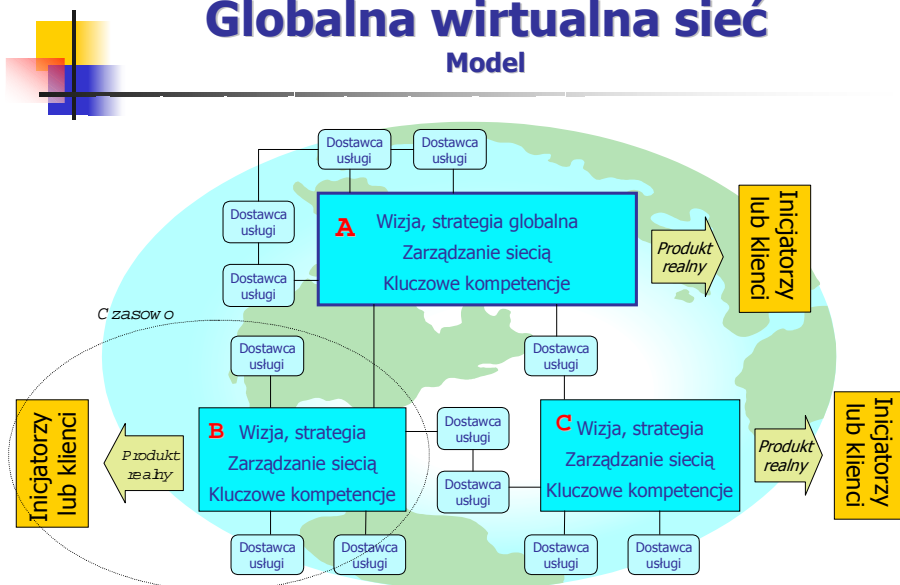 Globalna wirtualna sieć
Model
Dostawca
usługi
Dostawca
usługi
Dostawca
usługi
Dostawca
usługi
A Wizja, strategia globalna
Zarządzanie siecią
Kluczowe kompetencje
Produkt
realny
Inicjatorzy
lub klienci
Czasowo
Dostawca
usługi
Dostawca
usługi
Inicjatorzy
lub klienci
Produkt
realny
B Wizja, strategia
Zarządzanie siecią
Kluczowe kompetencje
Dostawca
usługi
Dostawca
usługi
C Wizja, strategia
Zarządzanie siecią
Kluczowe kompetencje
Produkt
realny
Inicjatorzy
lub klienci
Dostawca
usługi
Dostawca
usługi
Dostawca
usługi
Dostawca
usługi